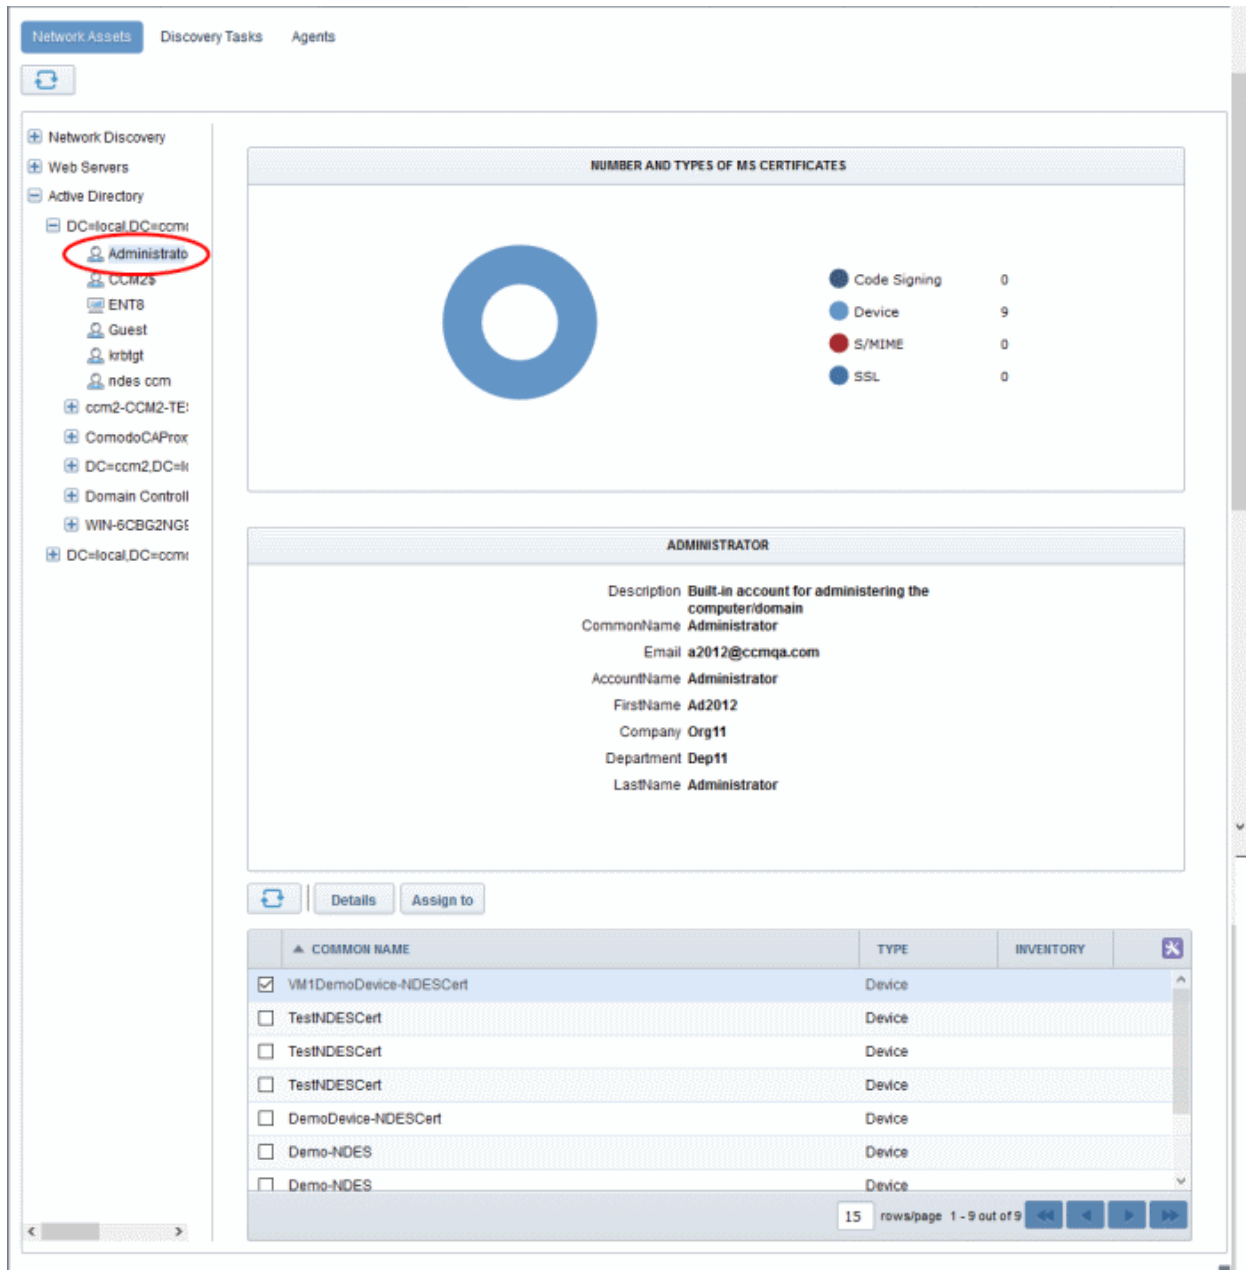 Network Assets Discovery Tasks Agents
Network Discovery
Web Servers
Active Directory
DC=local,DC=ccm
Administrato
CCM2$
ENT8
Guest
krbtgt
ndes ccm
ccm2-CCM2-TE
ComodoCAProx
DC=ccm2,DC=l
Domain Controll
WIN-6CBG2NG
DC=local,DC=ccm
NUMBER AND TYPES OF MS CERTIFICATES
Code Signing 0
Device 9
S/MIME 0
SSL 0
ADMINISTRATOR
Description Built-in account for administering the
computer/domain
CommonName Administrator
Email a2012@ccmqa.com
AccountName Administrator
FirstName Ad2012
Company Org11
Department Dep11
LastName Administrator
Details Assign to
COMMON NAME TYPE INVENTORY
VM1DemoDevice-NDESCert Device
TestNDESCert Device
TestNDESCert Device
TestNDESCert Device
DemoDevice-NDESCert Device
Demo-NDES Device
Demo-NDES Device
15 rows/page 1 - 9 out of 9